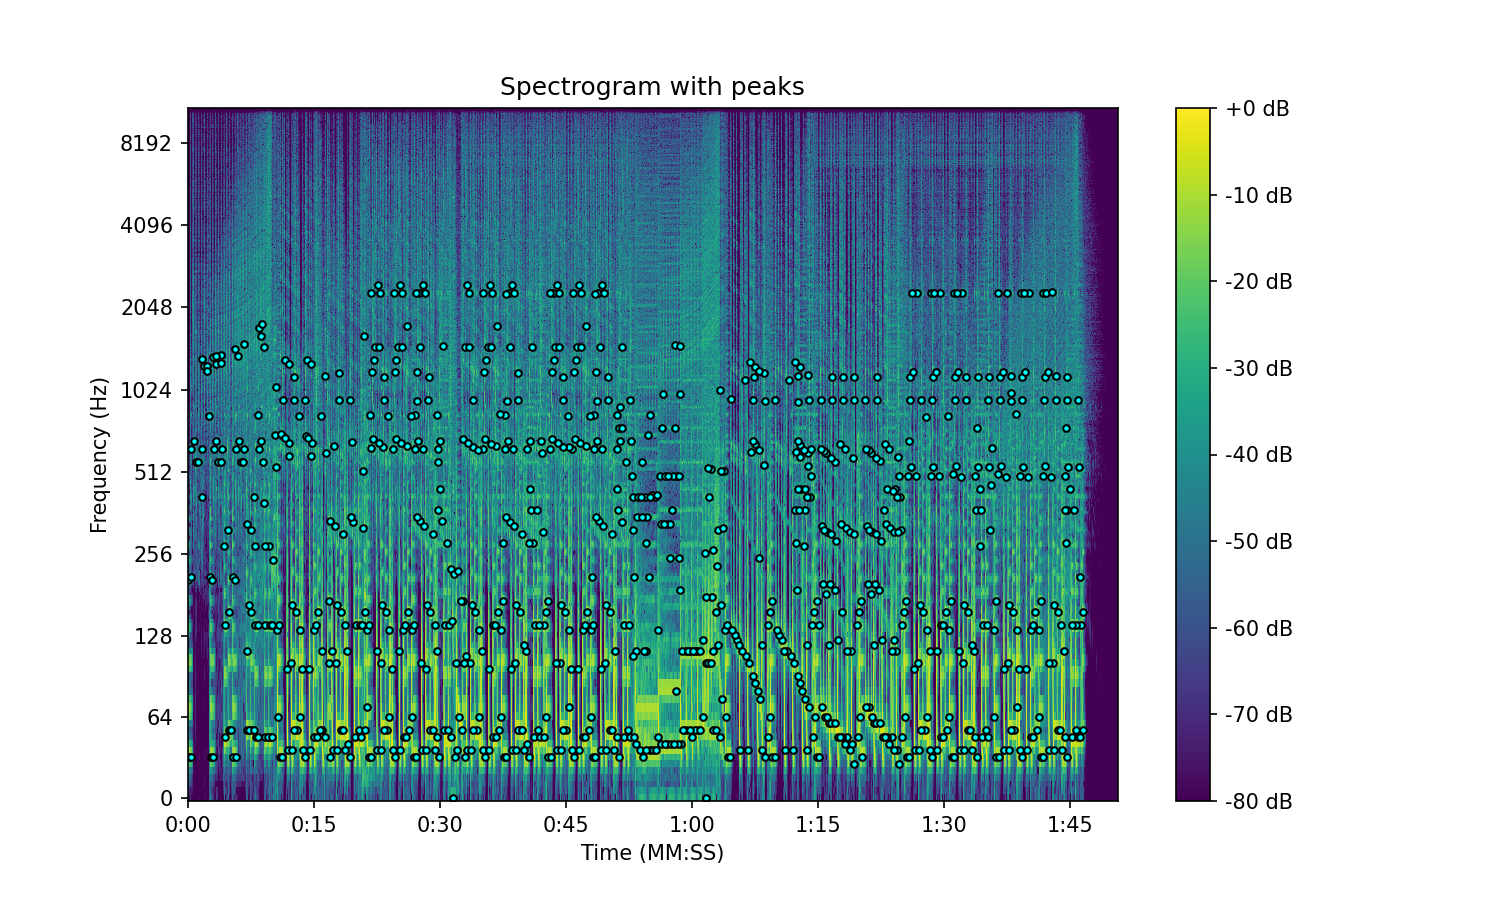 Spectrogram with peaks
Frequency (Hz)
8192
4096
2048
1024
512
256
128
64
0
0:00 0:15 0:30 0:45 1:00 1:15 1:30 1:45
Time (MM:SS)
+0 dB
-10 dB
-20 dB
-30 dB
-40 dB
-50 dB
-60 dB
-70 dB
-80 dB